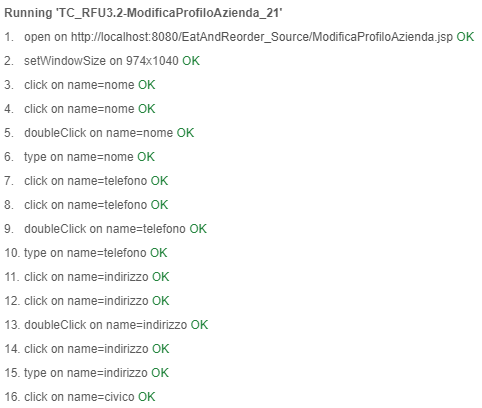 Running 'TC_RFU3.2-ModificaProfiloAzienda_21'
1. open on http://localhost:8080/EatAndReorder_Source/ModificaProfiloAzienda.jsp OK
2. setWindowSize on 974x1040 OK
3. click on name=nome OK
4. click on name=nome OK
5. doubleClick on name=nome OK
6. type on name=nome OK
7. click on name=telefono OK
8. click on name=telefono OK
9. doubleClick on name=telefono OK
10. type on name=telefono OK
11. click on name=indirizzo OK
12. click on name=indirizzo OK
13. doubleClick on name=indirizzo OK
14. click on name=indirizzo OK
15. type on name=indirizzo OK
16. click on name=civico OK